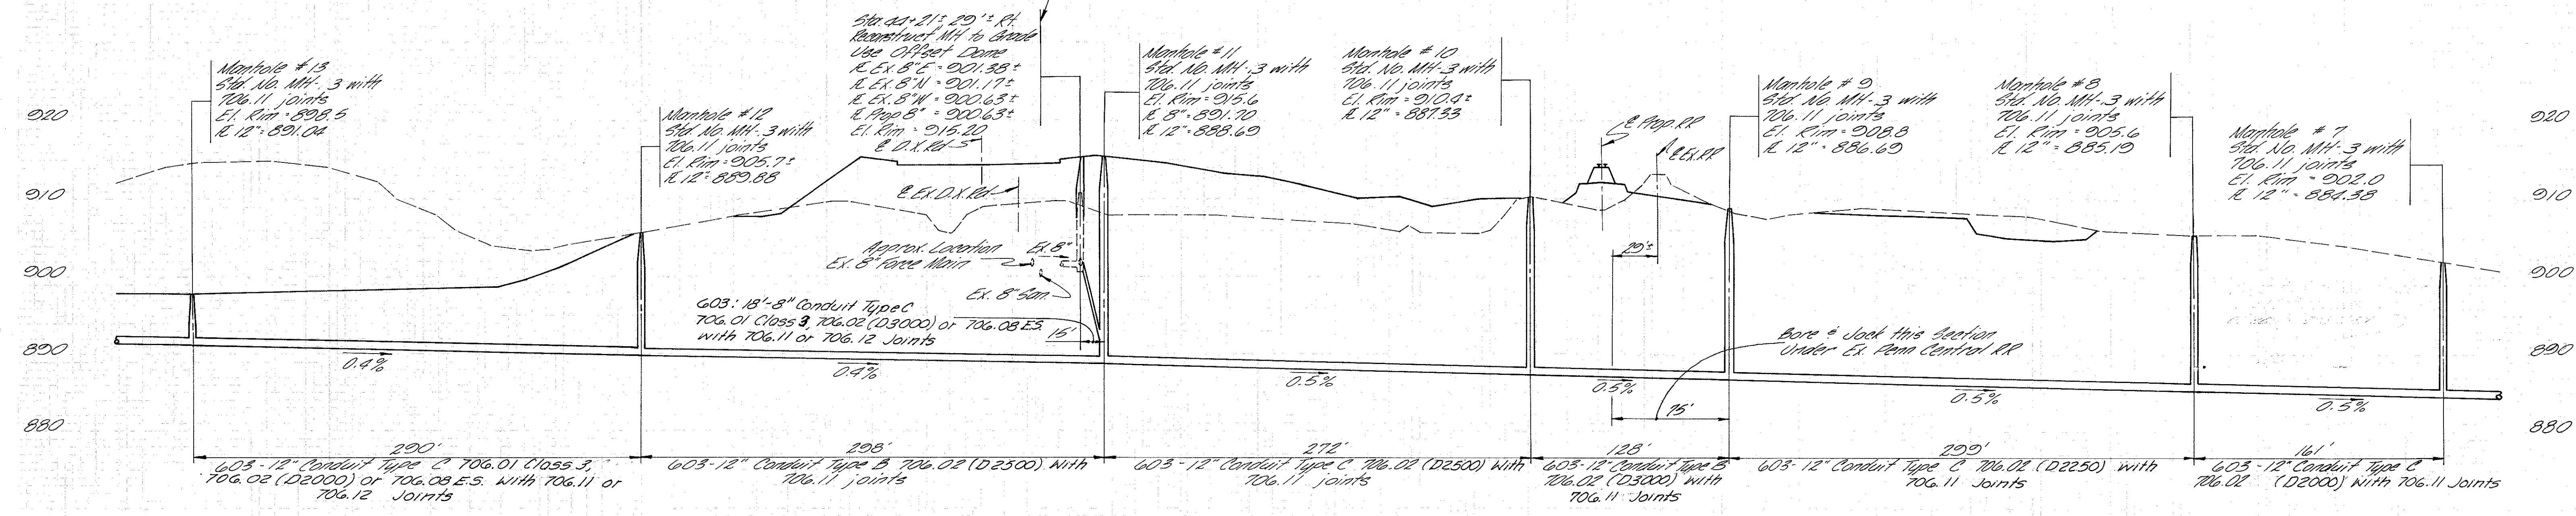 920
910
900
890
880
Manhole #13
Std. No. MH-3 with
706.11 joints
El. Rim = 898.5
℄ 12" = 891.04
Manhole #12
Std. No. MH-3 with
706.11 joints
El. Rim = 905.7±
℄ 12" = 889.88
Sta. 44+21± 29'± Rt.
Reconstruct MH to Grade
Use Offset Dome
℄ Ex. 8"E = 901.38±
℄ Ex. 8"N = 901.17±
℄ Ex. 8"W = 900.63±
℄ Prop 8" = 900.63±
El. Rim = 915.20
℄ D.X. Rd
℄ Ex. D.X. Rd
Approx. Location
Ex. 8" Force Main
Ex. 8"
Ex. 8" San.
603: 18'-8" Conduit Type C
706.01 Class 3, 706.02 (D3000) or 706.08 E.S.
with 706.11 or 706.12 Joints
15'
Manhole #11
Std. No. MH-3 with
706.11 joints
El. Rim = 915.6
℄ 8" = 891.70
℄ 12" = 888.69
Manhole #10
Std. No. MH-3 with
706.11 joints
El. Rim = 910.4±
℄ 12" = 887.33
℄ Prop. RR
℄ Ex. RR
29'±
Manhole #9
Std. No. MH-3 with
706.11 joints
El. Rim = 908.8
℄ 12" = 886.69
Manhole #8
Std. No. MH-3 with
706.11 joints
El. Rim = 905.6
℄ 12" = 885.19
Manhole #7
Std. No. MH-3 with
706.11 joints
El. Rim = 902.0
℄ 12" = 884.38
920
910
900
890
880
Bore & Jack this Section
Under Ex. Penn Central RR
75'
0.4%
0.4%
0.5%
0.5%
0.5%
0.5%
290'
603-12" Conduit Type C 706.01 Class 3,
706.02 (D2000) or 706.08 E.S. with 706.11 or
706.12 Joints
298'
603-12" Conduit Type B 706.02 (D2500) With
706.11 joints
272'
603-12" Conduit Type C 706.02 (D2500) With
706.11 joints
128'
603-12" Conduit Type B
706.02 (D3000) with
706.11 Joints
299'
603-12" Conduit Type C 706.02 (D2250) with
706.11 Joints
161'
603-12" Conduit Type C
706.02 (D2000) With 706.11 Joints